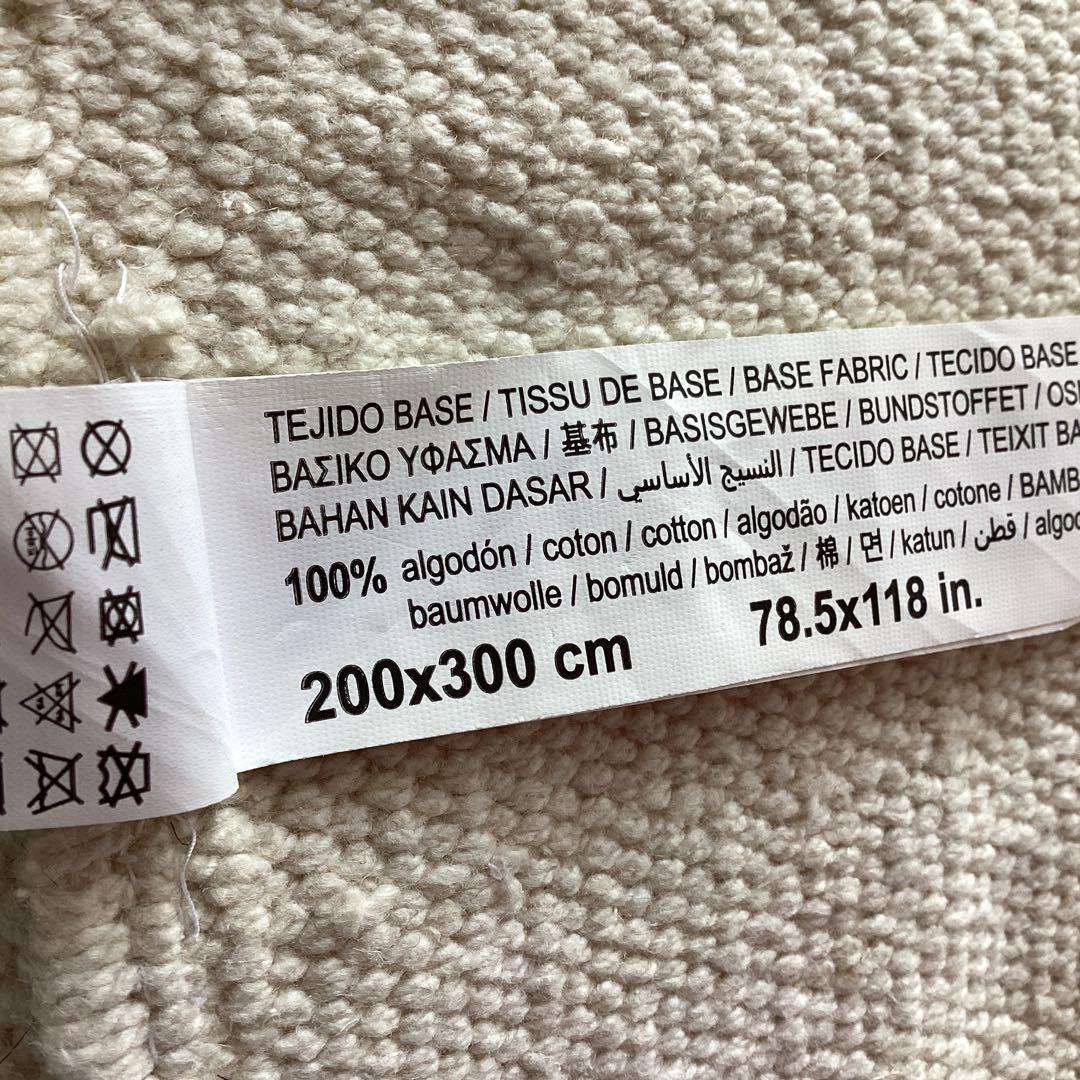 TEJIDO BASE / TISSU DE BASE / BASE FABRIC / TECIDO BASE
ΒΑΣΙΚΟ ΥΦΑΣΜΑ / 基布 / BASISGEWEBE / BUNDSTOFFET /
BAHAN KAIN DASAR / النسيج الأساسي / TECIDO BASE / TEIXIT
100% algodón / coton / cotton / algodão / katoen / cotone /
baumwolle / bomuld / bombaž / 棉 / 면 / katun / قطن /
200x300 cm 78.5x118 in.